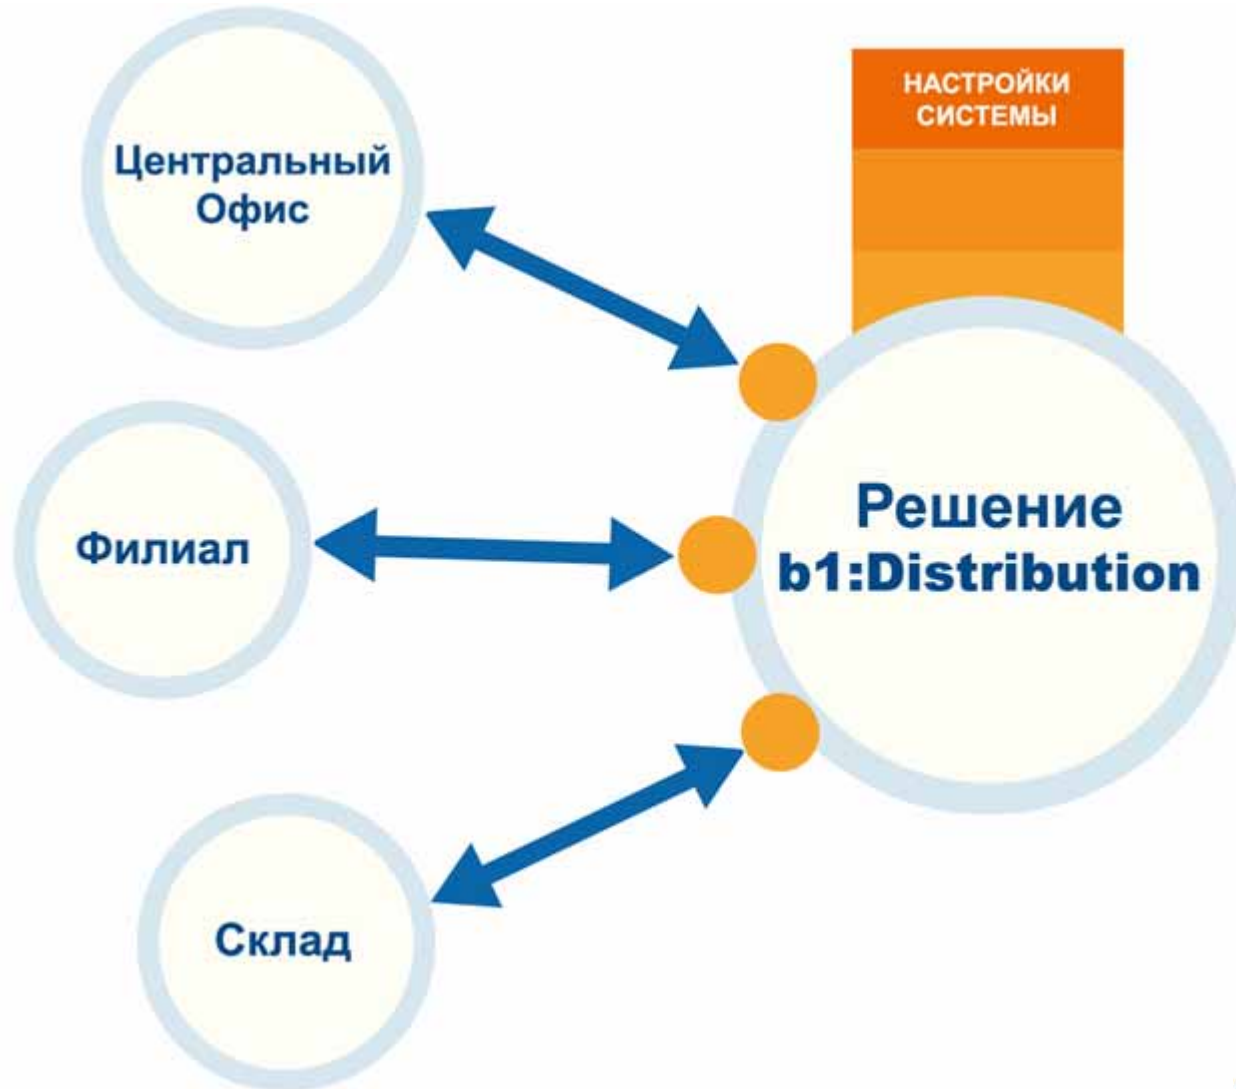 НАСТРОЙКИ
СИСТЕМЫ
Центральный
Офис
Филиал
Решение
b1:Distribution
Склад